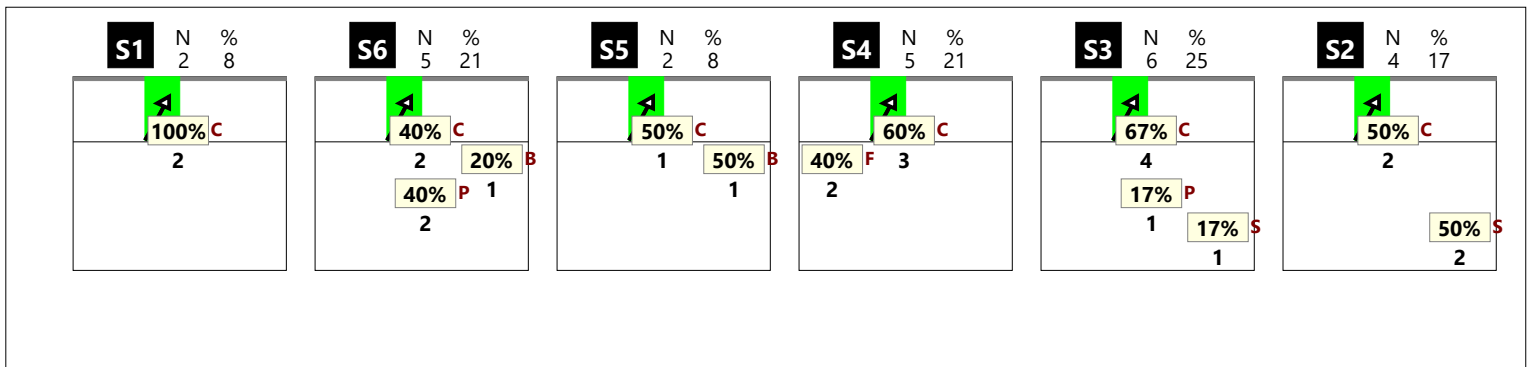 S1 N % 2 8
100% C
2
S6 N % 5 21
40% C
2
20% B
1
40% P
2
S5 N % 2 8
50% C
1
50% B
1
S4 N % 5 21
60% C
3
40% F
2
S3 N % 6 25
67% C
4
17% P
1
17% S
1
S2 N % 4 17
50% C
2
50% S
2